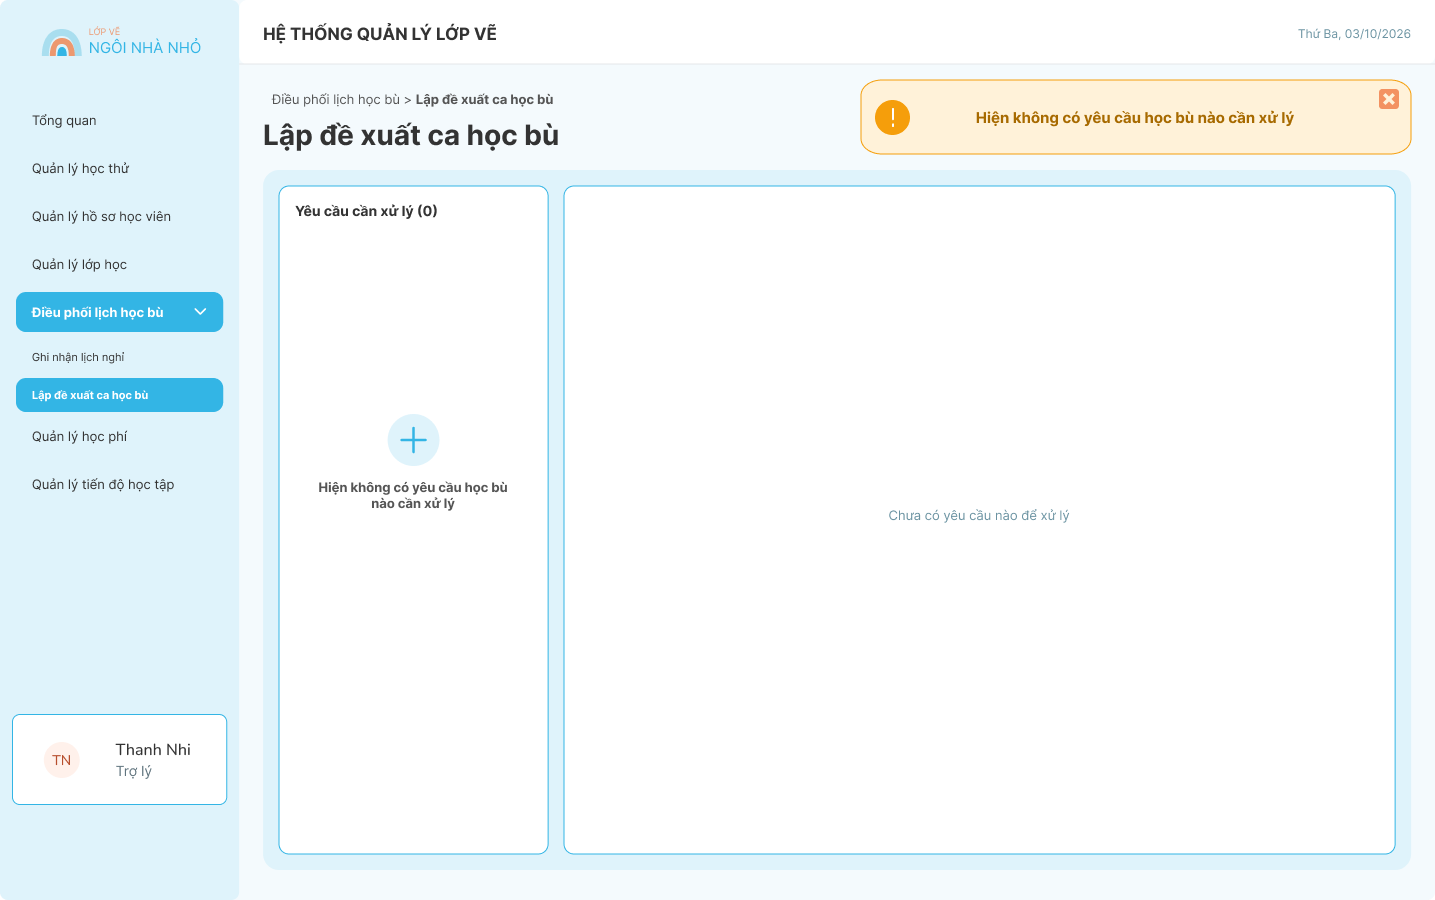 LỚP VẼ
NGÔI NHÀ NHỎ
Tổng quan
Quản lý học thử
Quản lý hồ sơ học viên
Quản lý lớp học
Điều phối lịch học bù
Ghi nhận lịch nghỉ
Lập đề xuất ca học bù
Quản lý học phí
Quản lý tiến độ học tập
TN
Thanh Nhi
Trợ lý
HỆ THỐNG QUẢN LÝ LỚP VẼ
Thứ Ba, 03/10/2026
Điều phối lịch học bù > Lập đề xuất ca học bù
Lập đề xuất ca học bù
Hiện không có yêu cầu học bù nào cần xử lý
Yêu cầu cần xử lý (0)
Hiện không có yêu cầu học bù
nào cần xử lý
Chưa có yêu cầu nào để xử lý